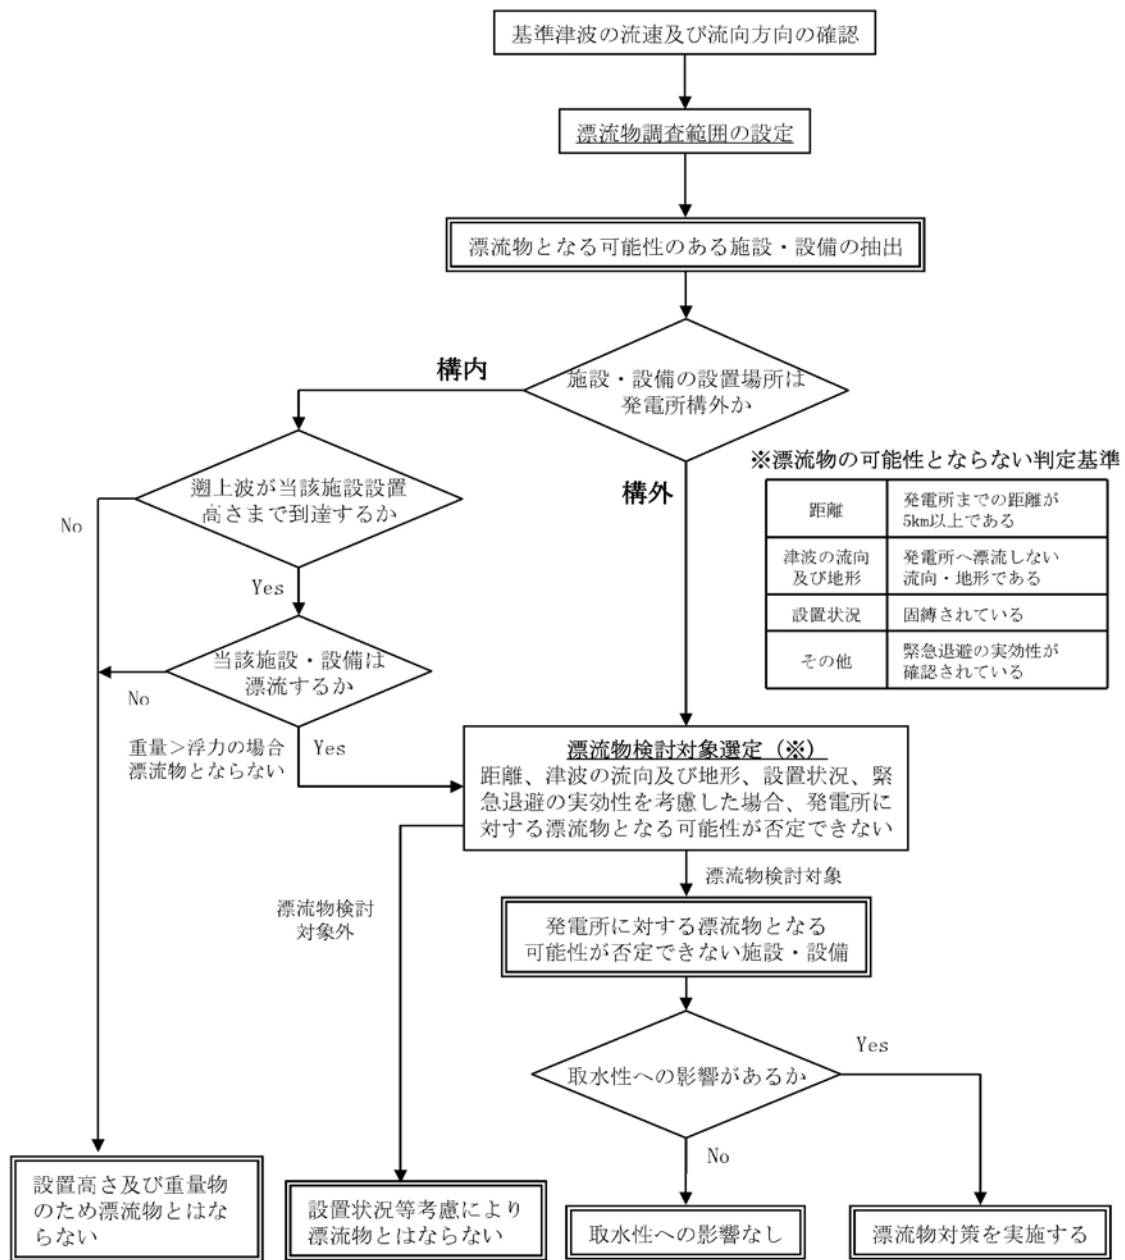 基準津波の流速及び流向方向の確認
漂流物調査範囲の設定
漂流物となる可能性のある施設・設備の抽出
施設・設備の設置場所は
発電所構外か
構内
構外
遡上波が当該施設設置
高さまで到達するか
No
Yes
当該施設・設備は
漂流するか
No
Yes
重量＞浮力の場合
漂流物とならない
※漂流物の可能性とならない判定基準
距離
発電所までの距離が
5km以上である
津波の流向
及び地形
発電所へ漂流しない
流向・地形である
設置状況
固縛されている
その他
緊急退避の実効性が
確認されている
漂流物検討対象選定（※）
距離、津波の流向及び地形、設置状況、緊
急退避の実効性を考慮した場合、発電所に
対する漂流物となる可能性が否定できない
漂流物検討対象
漂流物検討
対象外
発電所に対する漂流物となる
可能性が否定できない施設・設備
取水性への影響があるか
Yes
No
設置高さ及び重量物
のため漂流物とはな
らない
設置状況等考慮により
漂流物とはならない
取水性への影響なし
漂流物対策を実施する